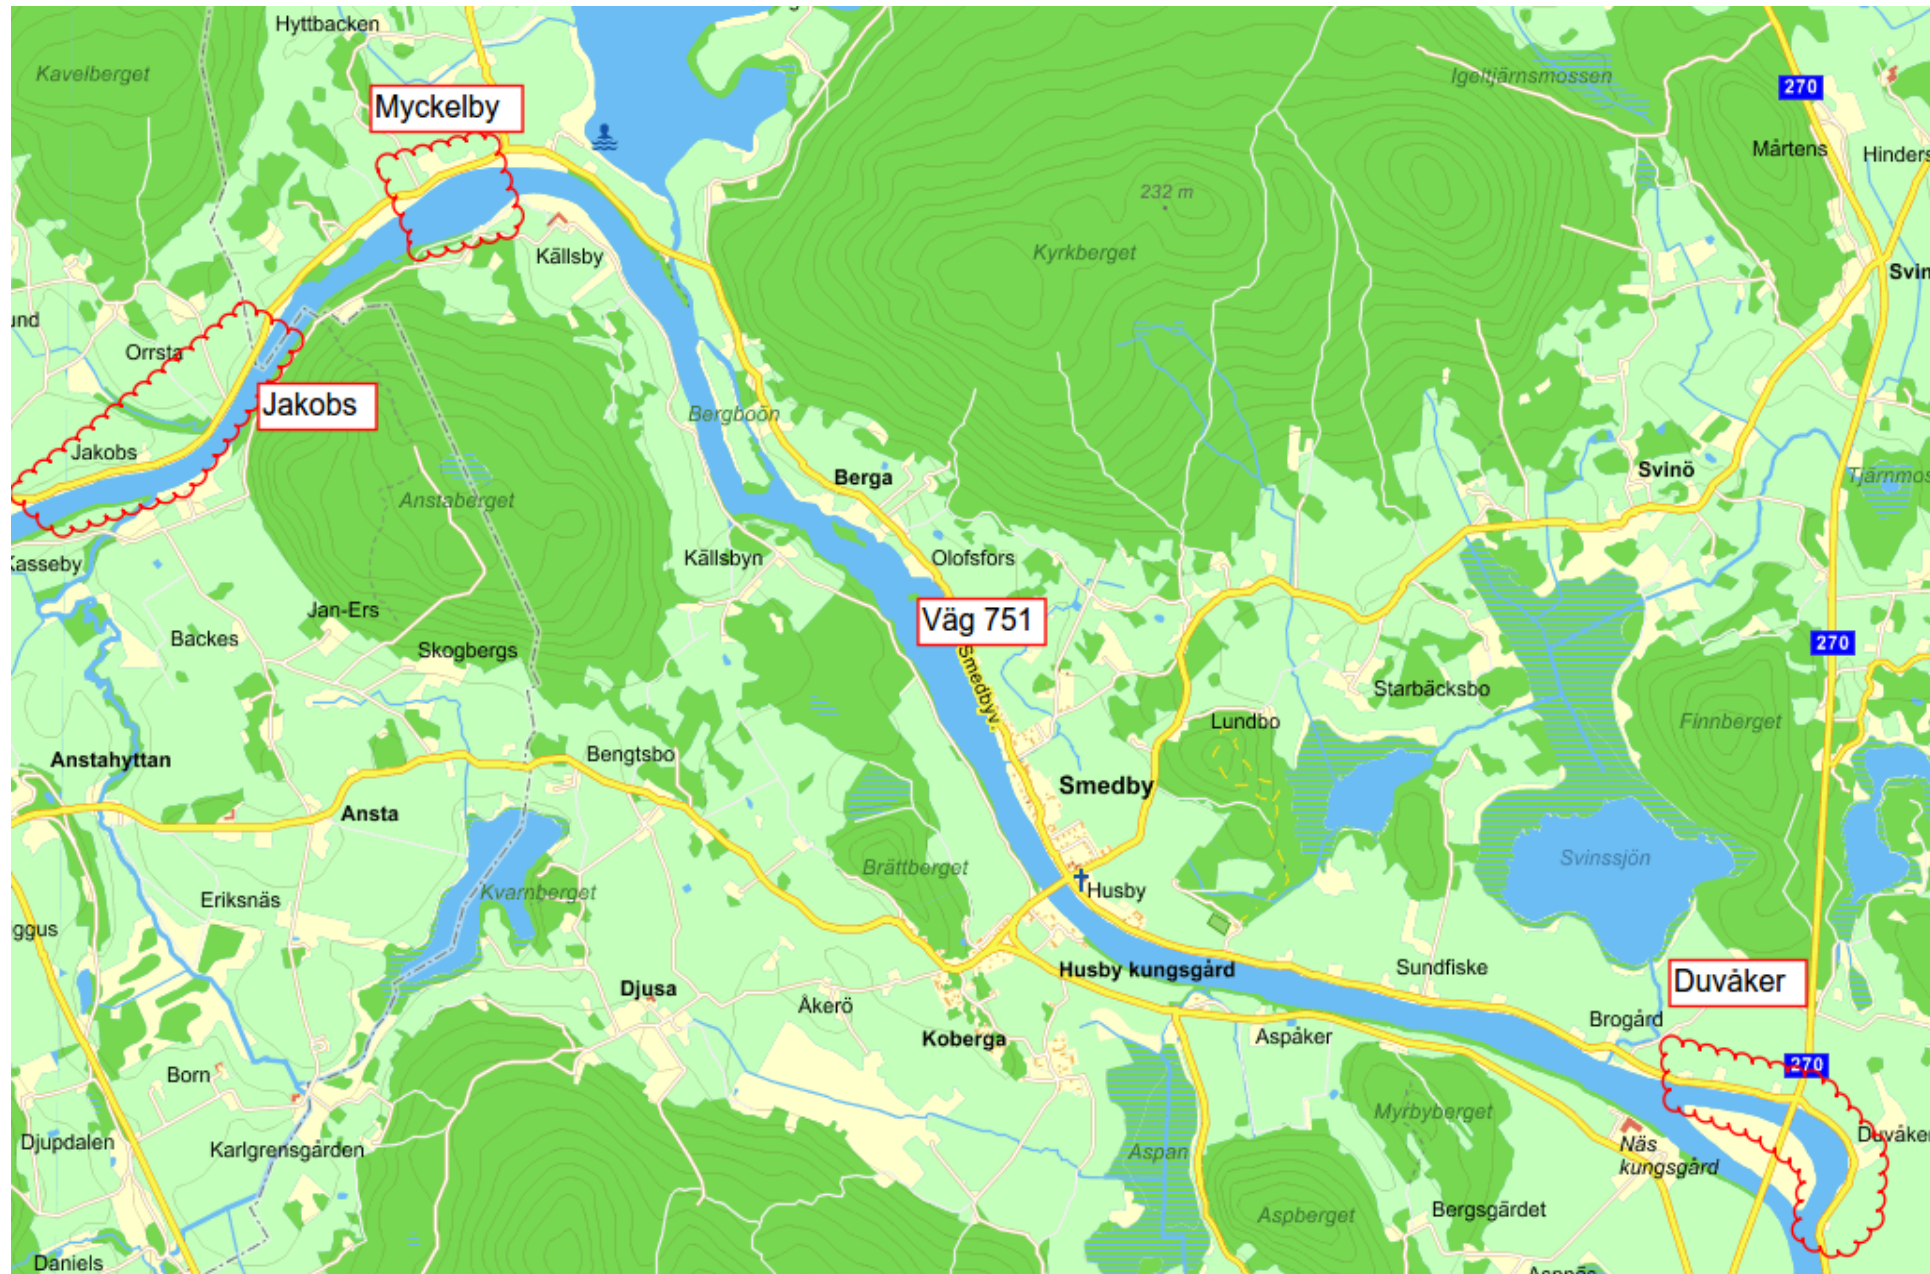 Hyttbacken
Kavelberget
Igeltjärnsmossen
270
Myckelby
Mårtens
Hinders
232 m
Källsby
Kyrkberget
Svin
und
Orrsta
Jakobs
Bergboön
Jakobs
Berga
Svinö
Tjärnmos
Anstaberget
Kasseby
Källsbyn
Olofsfors
Jan-Ers
Väg 751
Backes
270
Skogbergs
Smedbyv
Starbäcksbo
Lundbo
Finnberget
Anstahyttan
Bengtsbo
Smedby
Ansta
Brättberget
Svinssjön
Eriksnäs
Kvarnberget
Husby
ggus
Husby kungsgård
Sundfiske
Duvåker
Djusa
Åkerö
Koberga
Aspåker
Brogård
270
Born
Myrbyberget
Djupdalen
Karlgrensgården
Aspan
Näs
kungsgård
Duvåker
Bergsgärdet
Aspberget
Daniels
Aspnäs